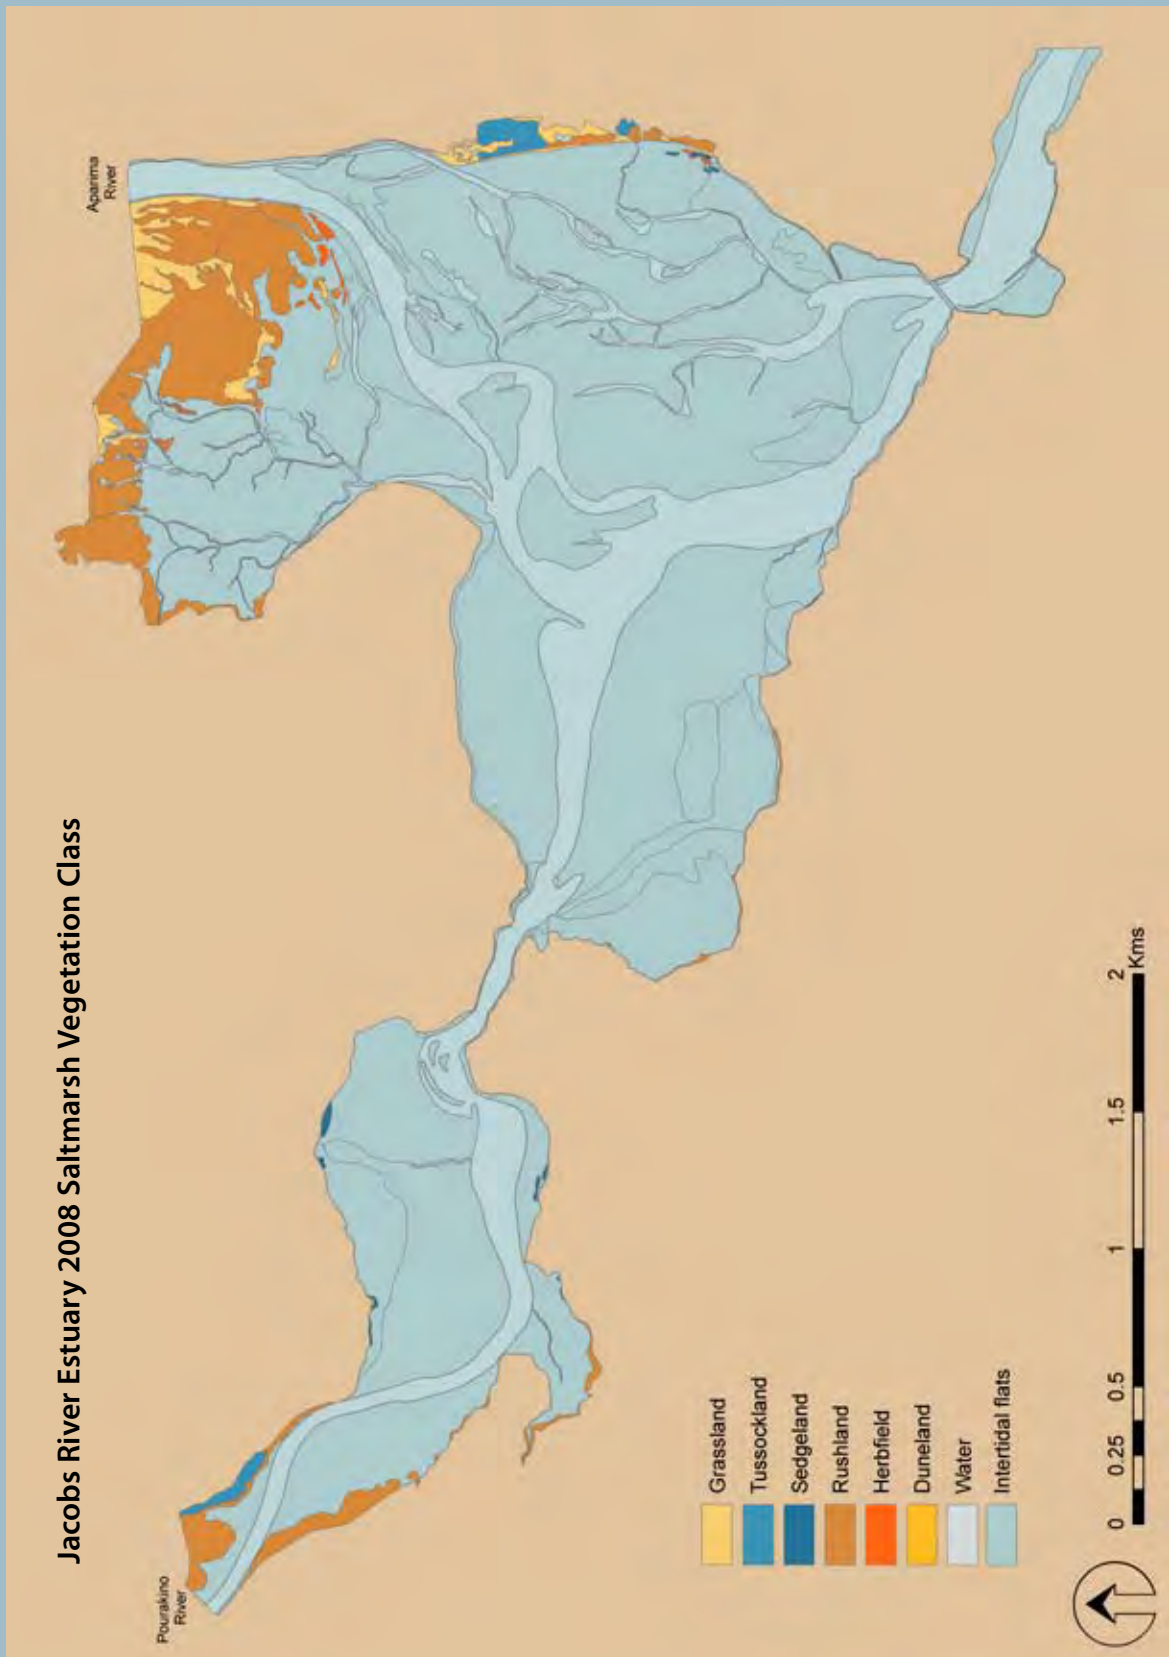 Jacobs River Estuary 2008 Saltmarsh Vegetation Class
Pourakino
River
Aparima
River
Grassland
Tussockland
Sedgeland
Rushland
Herbfield
Duneland
Water
Intertidal flats
0 0.25 0.5 1 1.5 2
Kms